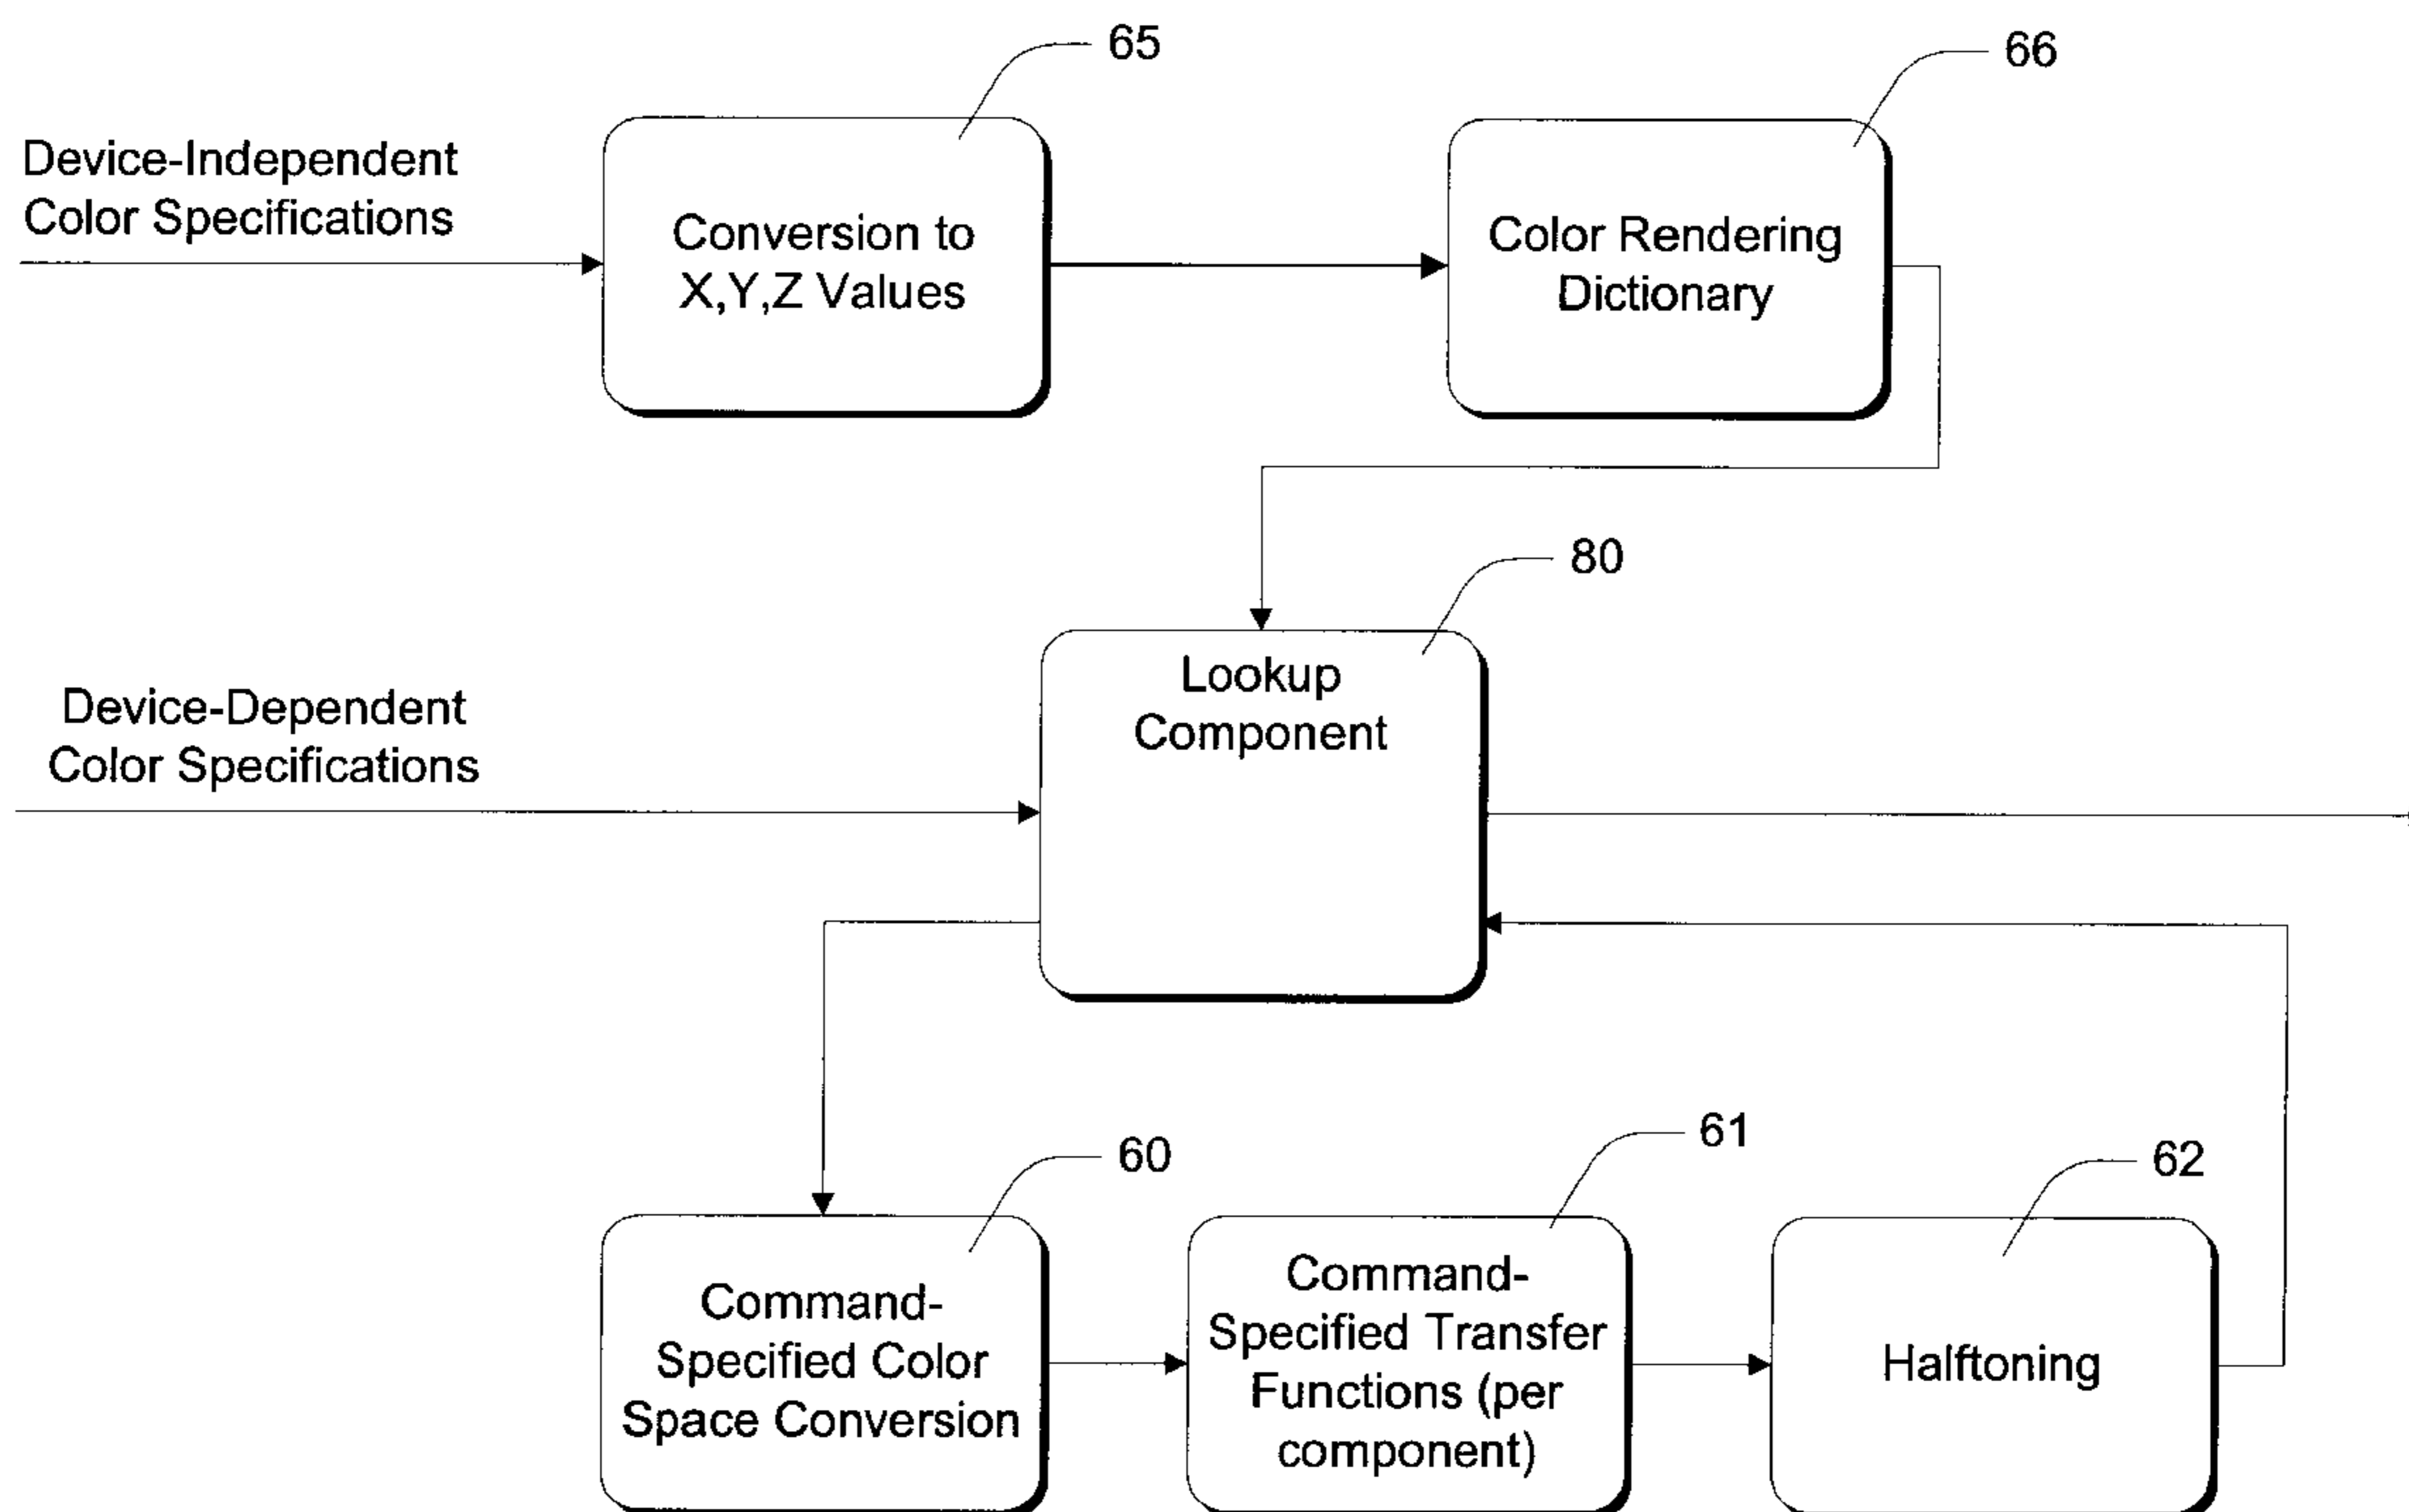 65
66
Device-Independent
Color Specifications
Conversion to
X,Y,Z Values
Color Rendering
Dictionary
80
Lookup
Component
Device-Dependent
Color Specifications
60
61
62
Command-
Specified Color
Space Conversion
Command-
Specified Transfer
Functions (per
component)
Halftoning